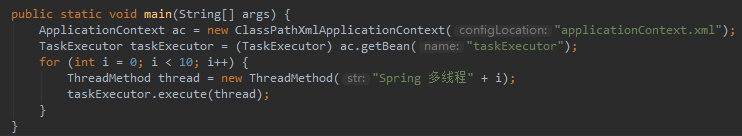 public static void main(String[] args) {
    ApplicationContext ac = new ClassPathXmlApplicationContext( configLocation: "applicationContext.xml");
    TaskExecutor taskExecutor = (TaskExecutor) ac.getBean( name: "taskExecutor");
    for (int i = 0; i < 10; i++) {
        ThreadMethod thread = new ThreadMethod( str: "Spring 多线程" + i);
        taskExecutor.execute(thread);
    }
}